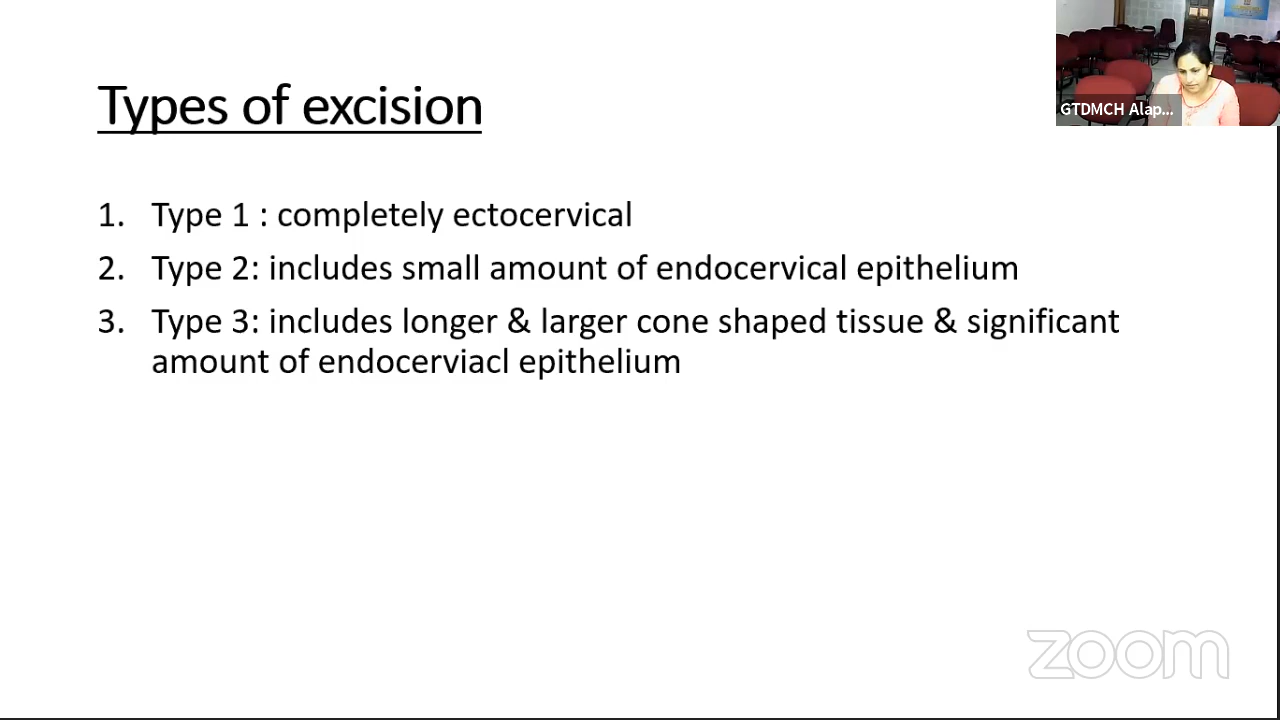 Types of excision
GTDMCH Alap...
1. Type 1 : completely ectocervical
2. Type 2: includes small amount of endocervical epithelium
3. Type 3: includes longer & larger cone shaped tissue & significant
amount of endocerviacl epithelium
zoom